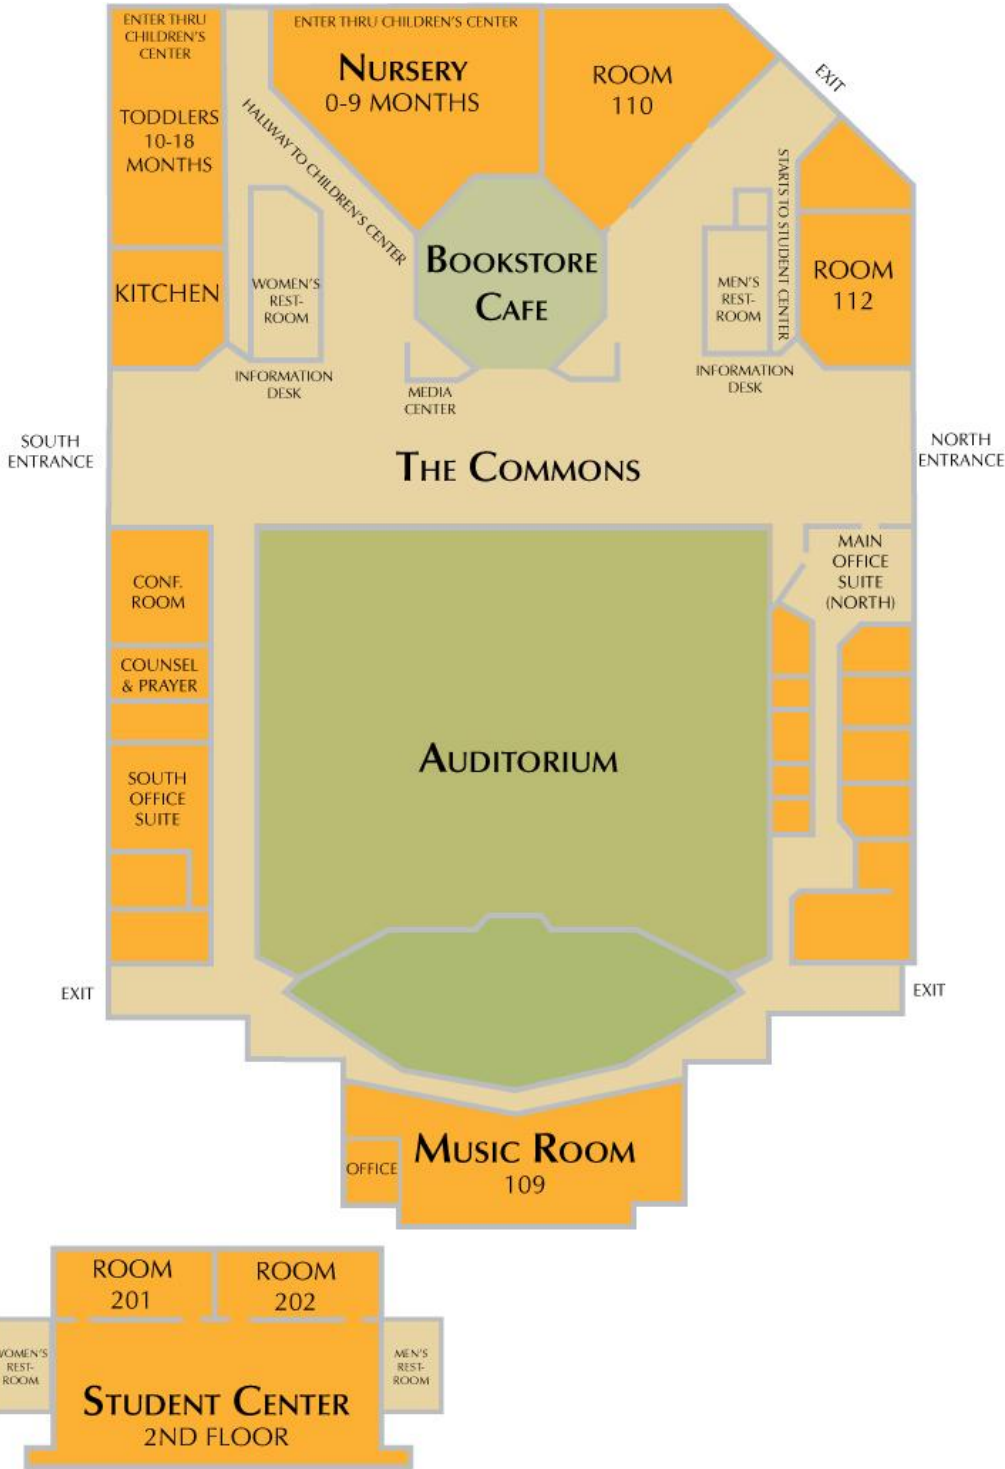 ENTER THRU
CHILDREN'S
CENTER
TODDLERS
10-18
MONTHS
KITCHEN
ENTER THRU CHILDREN'S CENTER
NURSERY
0-9 MONTHS
HALLWAY TO CHILDREN'S CENTER
ROOM
110
EXIT
STARTS TO STUDENT CENTER
WOMEN'S
REST-
ROOM
BOOKSTORE
CAFE
MEN'S
REST-
ROOM
ROOM
112
INFORMATION
DESK
MEDIA
CENTER
INFORMATION
DESK
SOUTH
ENTRANCE
THE COMMONS
NORTH
ENTRANCE
CONF.
ROOM
COUNSEL
& PRAYER
SOUTH
OFFICE
SUITE
AUDITORIUM
MAIN
OFFICE
SUITE
(NORTH)
EXIT
EXIT
OFFICE
MUSIC ROOM
109
ROOM
201
ROOM
202
WOMEN'S
REST-
ROOM
MEN'S
REST-
ROOM
STUDENT CENTER
2ND FLOOR